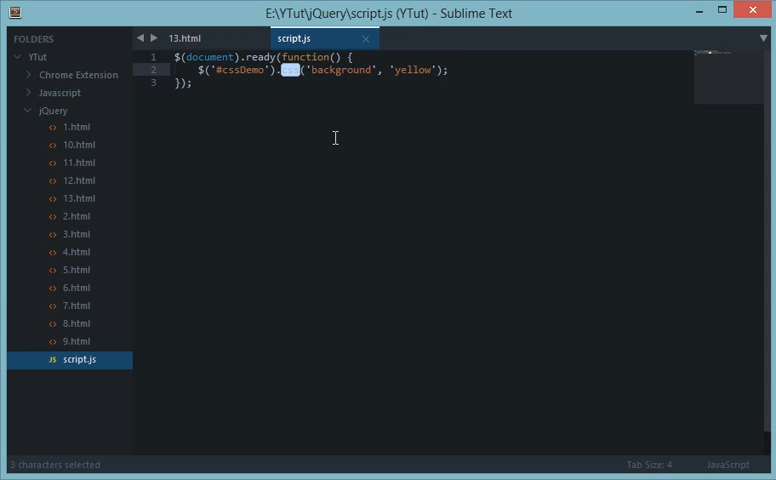 E:\YTut\jQuery\script.js (YTut) - Sublime Text
FOLDERS
YTut
Chrome Extension
Javascript
jQuery
1.html
10.html
11.html
12.html
13.html
2.html
3.html
4.html
5.html
6.html
7.html
8.html
9.html
JS script.js
13.html
script.js
1 $(document).ready(function() {
2 $('#cssDemo').css('background', 'yellow');
3 });
3 characters selected
Tab Size: 4
JavaScript